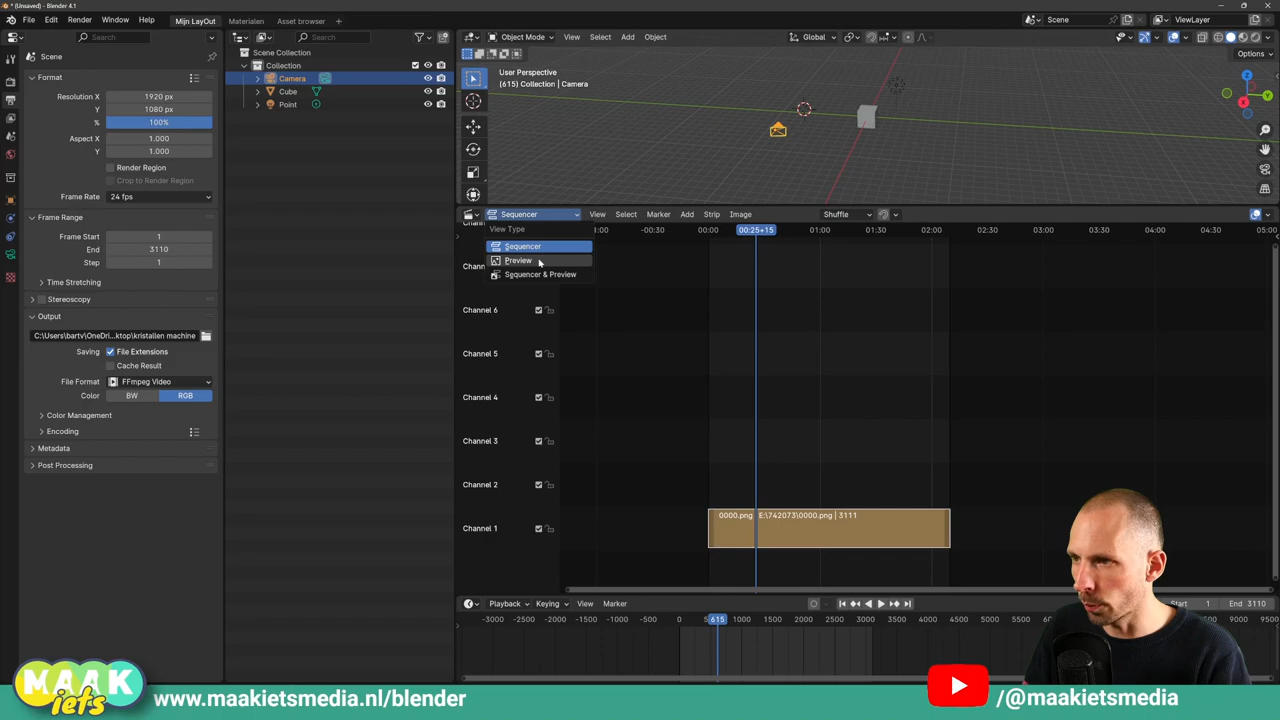 * (Unsaved) - Blender 4.1
File Edit Render Window Help Mijn LayOut Materialen Asset browser + Scene ViewLayer
Search Search Object Mode View Select Add Object Global Options
Scene
Format
Resolution X 1920 px
Y 1080 px
% 100%
Aspect X 1.000
Y 1.000
Render Region
Crop to Render Region
Frame Rate 24 fps
Frame Range
Frame Start 1
End 3110
Step 1
Time Stretching
Stereoscopy
Output
C:\Users\bartv\OneDri...ktop\kristallen machine
Saving File Extensions
Cache Result
File Format FFmpeg Video
Color BW RGB
Color Management
Encoding
Metadata
Post Processing
Scene Collection
Collection
Camera
Cube
Point
User Perspective
(615) Collection | Camera
Sequencer View Select Marker Add Strip Image Shuffle
View Type
Sequencer
Preview
Sequencer & Preview
-00:30 00:00 00:25+15 01:00 01:30 02:00 02:30 03:00 03:30 04:00 04:30 05:00
Channel 6
Channel 5
Channel 4
Channel 3
Channel 2
Channel 1
0000.png | E:\742073\0000.png | 3111
Playback Keying View Marker Start 1 End 3110
-3000 -2500 -2000 -1500 -1000 -500 0 615 1000 1500 2000 2500 3000 3500 4000 4500 5000 5500 9500
MAAK
iets
www.maakietsmedia.nl/blender
/@maakietsmedia